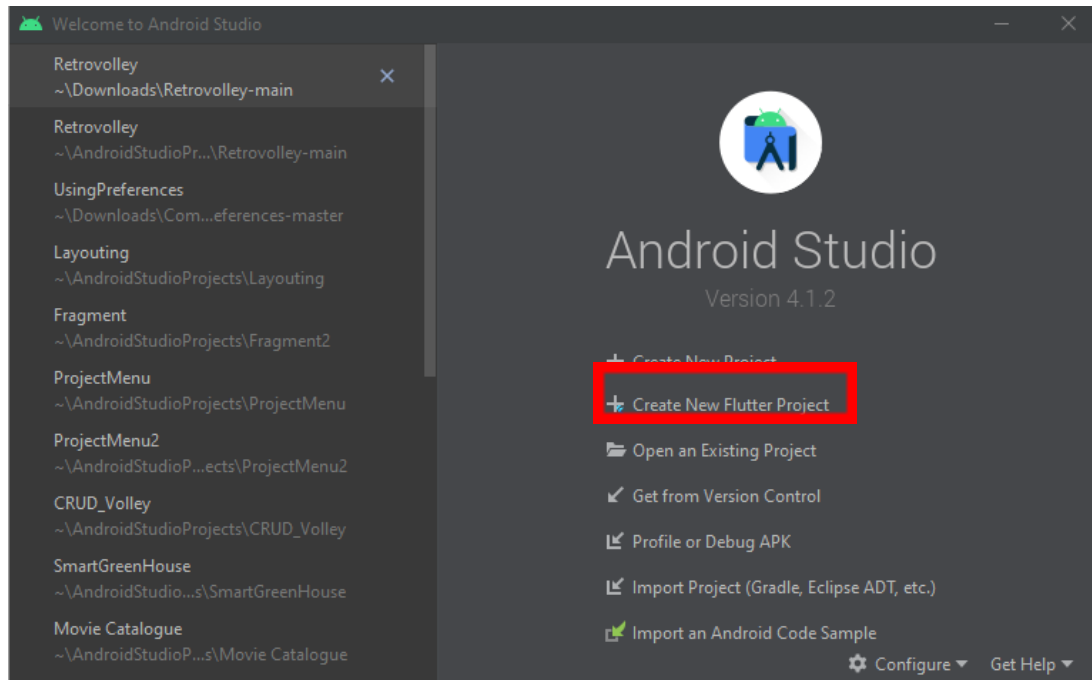 Welcome to Android Studio
Retrovolley
~\Downloads\Retrovolley-main
Retrovolley
~\AndroidStudioPr...\Retrovolley-main
UsingPreferences
~\Downloads\Com...eferences-master
Layouting
~\AndroidStudioProjects\Layouting
Fragment
~\AndroidStudioProjects\Fragment2
ProjectMenu
~\AndroidStudioProjects\ProjectMenu
ProjectMenu2
~\AndroidStudioP...ects\ProjectMenu2
CRUD_Volley
~\AndroidStudioProjects\CRUD_Volley
SmartGreenHouse
~\AndroidStudio...s\SmartGreenHouse
Movie Catalogue
~\AndroidStudioP...s\Movie Catalogue
Android Studio
Version 4.1.2
Create New Project
Create New Flutter Project
Open an Existing Project
Get from Version Control
Profile or Debug APK
Import Project (Gradle, Eclipse ADT, etc.)
Import an Android Code Sample
Configure Get Help